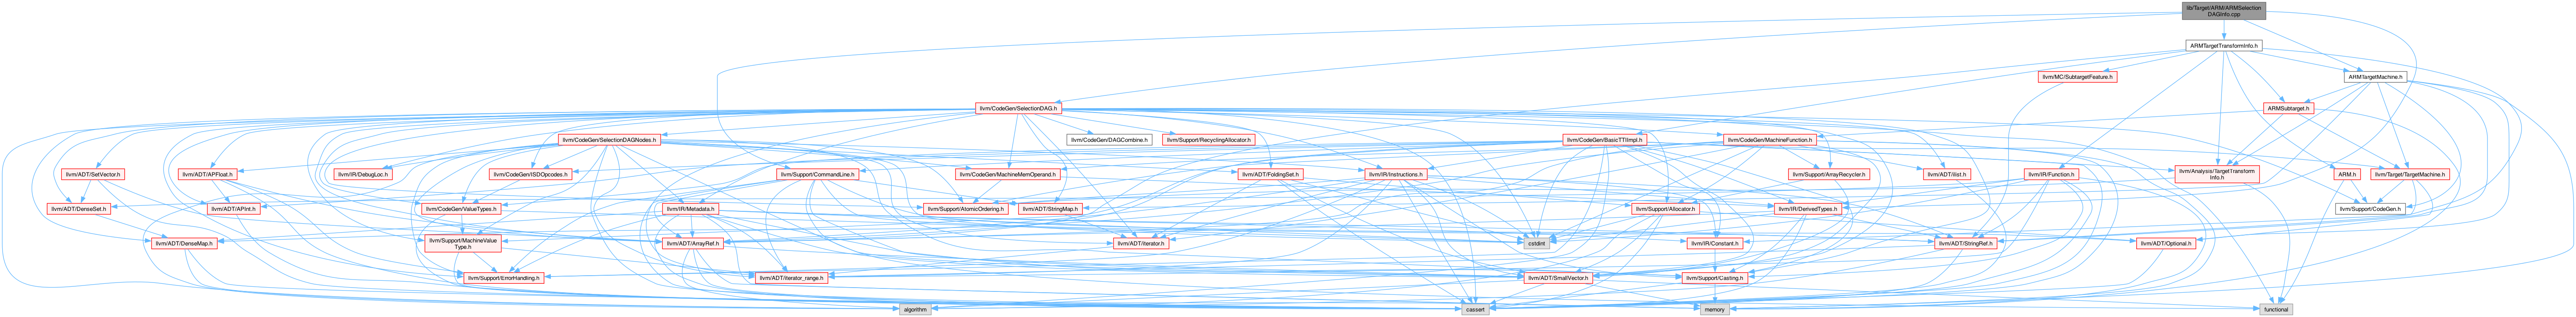 lib/Target/ARM/ARMSelection
DAGInfo.cpp
ARMTargetTransformInfo.h
llvm/MC/SubtargetFeature.h
ARMTargetMachine.h
llvm/CodeGen/SelectionDAG.h
ARMSubtarget.h
llvm/CodeGen/SelectionDAGNodes.h
llvm/CodeGen/DAGCombine.h
llvm/Support/RecyclingAllocator.h
llvm/CodeGen/BasicTTIImpl.h
llvm/CodeGen/MachineFunction.h
llvm/ADT/SetVector.h
llvm/ADT/APFloat.h
llvm/IR/DebugLoc.h
llvm/CodeGen/ISDOpcodes.h
llvm/Support/CommandLine.h
llvm/CodeGen/MachineMemOperand.h
llvm/ADT/FoldingSet.h
llvm/IR/Instructions.h
llvm/Support/ArrayRecycler.h
llvm/ADT/ilist.h
llvm/IR/Function.h
llvm/Analysis/TargetTransform
Info.h
ARM.h
llvm/Target/TargetMachine.h
llvm/ADT/DenseSet.h
llvm/ADT/APInt.h
llvm/CodeGen/ValueTypes.h
llvm/IR/Metadata.h
llvm/Support/AtomicOrdering.h
llvm/ADT/StringMap.h
llvm/Support/Allocator.h
llvm/IR/DerivedTypes.h
llvm/Support/CodeGen.h
llvm/ADT/DenseMap.h
llvm/Support/MachineValue
Type.h
llvm/ADT/ArrayRef.h
cstdint
llvm/ADT/iterator.h
llvm/IR/Constant.h
llvm/ADT/StringRef.h
llvm/ADT/Optional.h
llvm/Support/ErrorHandling.h
llvm/ADT/iterator_range.h
llvm/ADT/SmallVector.h
llvm/Support/Casting.h
algorithm
cassert
memory
functional